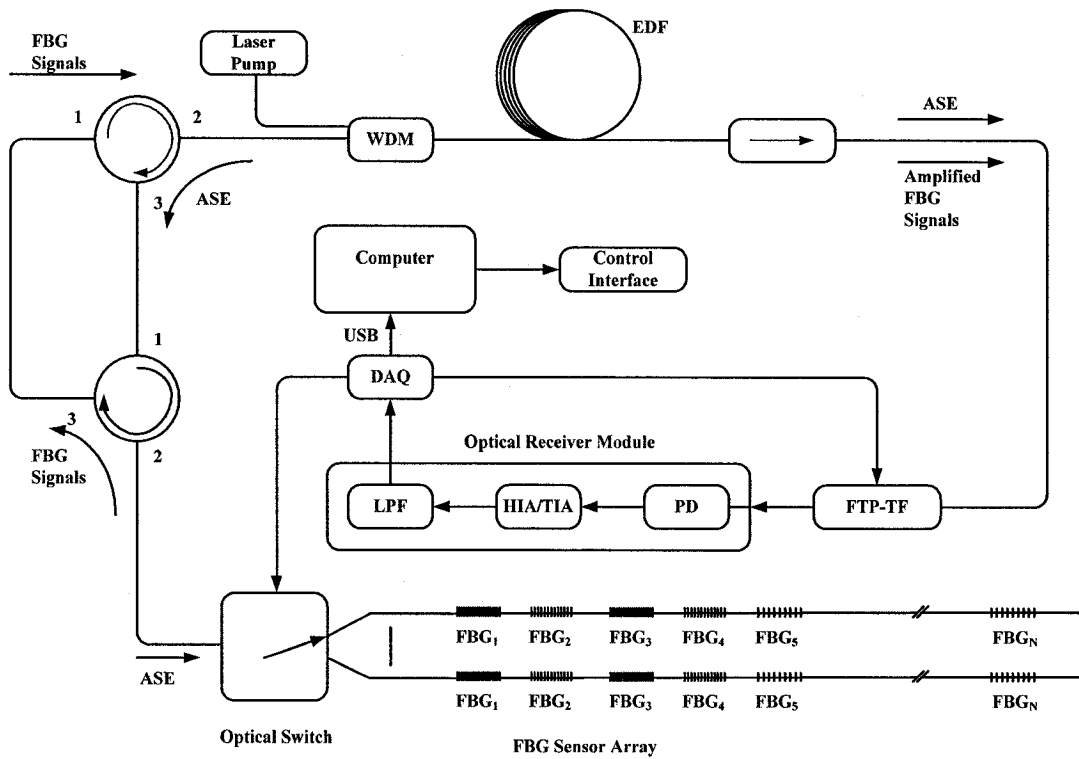 EDF
FBG
Signals
Laser
Pump
1
2
WDM
ASE
3
ASE
Amplified
FBG
Signals
Computer
Control
Interface
USB
1
DAQ
3
2
FBG
Signals
Optical Receiver Module
LPF
HIA/TIA
PD
FTP-TF
FBG1 FBG2 FBG3 FBG4 FBG5 FBGN
ASE
FBG1 FBG2 FBG3 FBG4 FBG5 FBGN
Optical Switch
FBG Sensor Array